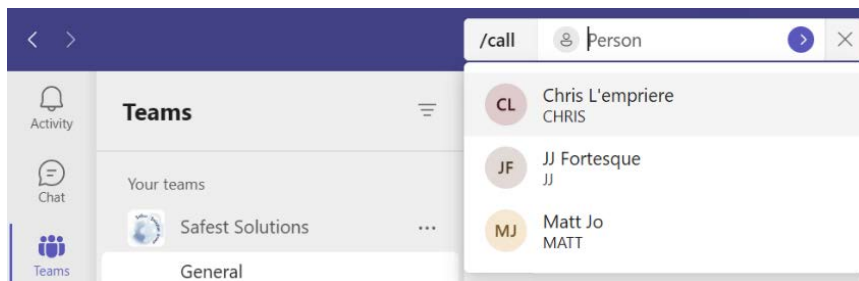 /call Person
Activity
Teams
Chat
Your teams
Safest Solutions
Teams
General
CL Chris L'empriere
CHRIS
JF JJ Fortesque
JJ
MJ Matt Jo
MATT